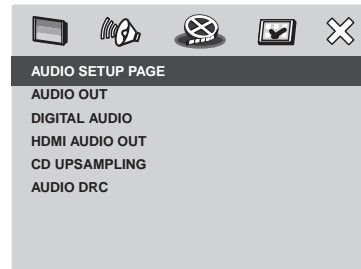 AUDIO SETUP PAGE
AUDIO OUT
DIGITAL AUDIO
HDMI AUDIO OUT
CD UPSAMPLING
AUDIO DRC